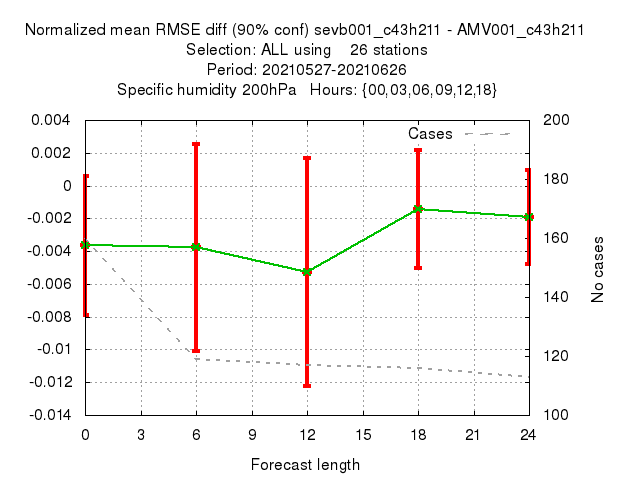 Normalized mean RMSE diff (90% conf) sevb001_c43h211 - AMV001_c43h211
Selection: ALL using 26 stations
Period: 20210527-20210626
Specific humidity 200hPa Hours: {00,03,06,09,12,18}
0.004
0.002
0
-0.002
-0.004
-0.006
-0.008
-0.01
-0.012
-0.014
Cases
200
180
160
140
120
100
No cases
0 3 6 9 12 15 18 21 24
Forecast length